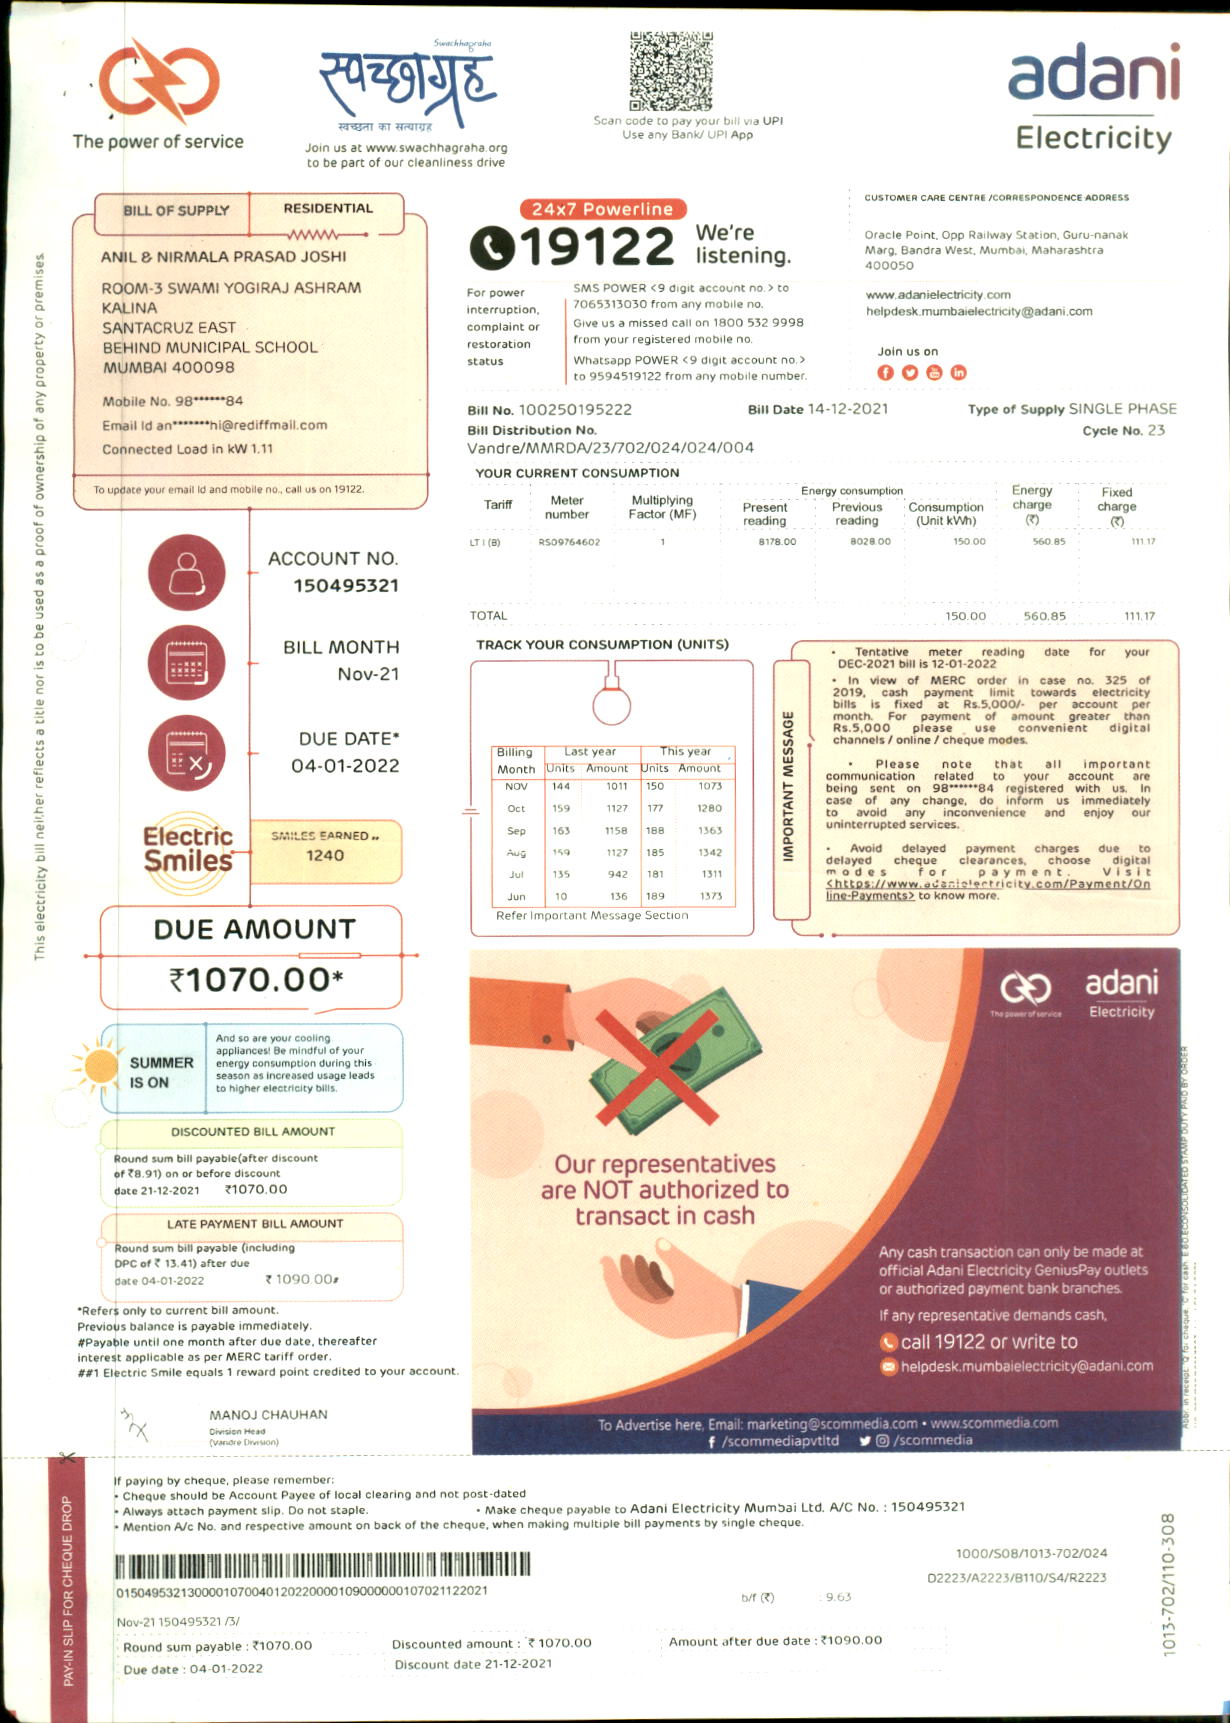 The power of service
Swachhagraha
स्वच्छाग्रह
स्वच्छता का सत्याग्रह
Join us at www.swachhagraha.org
to be part of our cleanliness drive
Scan code to pay your bill via UPI
Use any Bank/ UPI App
adani
Electricity
This electricity bill neither reflects a title nor is to be used as a proof of ownership of any property or premises.
BILL OF SUPPLY
RESIDENTIAL
ANIL & NIRMALA PRASAD JOSHI
ROOM-3 SWAMI YOGIRAJ ASHRAM
KALINA
SANTACRUZ EAST
BEHIND MUNICIPAL SCHOOL
MUMBAI 400098
Mobile No. 98******84
Email Id an*******hi@rediffmail.com
Connected Load in kW 1.11
To update your email Id and mobile no., call us on 19122.
24x7 Powerline
19122 We're listening.
For power interruption, complaint or restoration status
SMS POWER <9 digit account no.> to
7065313030 from any mobile no.
Give us a missed call on 1800 532 9998
from your registered mobile no.
Whatsapp POWER <9 digit account no.>
to 9594519122 from any mobile number.
CUSTOMER CARE CENTRE /CORRESPONDENCE ADDRESS
Oracle Point, Opp Railway Station, Guru-nanak
Marg, Bandra West, Mumbai, Maharashtra
400050
www.adanielectricity.com
helpdesk.mumbaielectricity@adani.com
Join us on
Bill No. 100250195222 Bill Date 14-12-2021 Type of Supply SINGLE PHASE
Bill Distribution No. Cycle No. 23
Vandre/MMRDA/23/702/024/024/004
YOUR CURRENT CONSUMPTION
Tariff Meter number Multiplying Factor (MF) Energy consumption Present reading Previous reading Consumption (Unit kWh) Energy charge (₹) Fixed charge (₹)
LT I (B) RS09764602 1 8178.00 8028.00 150.00 560.85 111.17
TOTAL 150.00 560.85 111.17
ACCOUNT NO.
150495321
BILL MONTH
Nov-21
DUE DATE*
04-01-2022
Electric
Smiles
SMILES EARNED ##
1240
DUE AMOUNT
₹1070.00*
TRACK YOUR CONSUMPTION (UNITS)
Billing Last year This year
Month Units Amount Units Amount
NOV 144 1011 150 1073
Oct 159 1127 177 1280
Sep 163 1158 188 1363
Aug 159 1127 185 1342
Jul 135 942 181 1311
Jun 10 136 189 1373
Refer Important Message Section
IMPORTANT MESSAGE
• Tentative meter reading date for your
DEC-2021 bill is 12-01-2022
• In view of MERC order in case no. 325 of
2019, cash payment limit towards electricity
bills is fixed at Rs.5,000/- per account per
month. For payment of amount greater than
Rs.5,000 please use convenient digital
channels / online / cheque modes.
• Please note that all important
communication related to your account are
being sent on 98******84 registered with us. In
case of any change, do inform us immediately
to avoid any inconvenience and enjoy our
uninterrupted services.
• Avoid delayed payment charges due to
delayed cheque clearances, choose digital
modes for payment. Visit
<https://www.adanielectricity.com/Payment/On
line-Payments> to know more.
SUMMER
IS ON
And so are your cooling
appliances! Be mindful of your
energy consumption during this
season as increased usage leads
to higher electricity bills.
DISCOUNTED BILL AMOUNT
Round sum bill payable(after discount
of ₹8.91) on or before discount
date 21-12-2021 ₹1070.00
LATE PAYMENT BILL AMOUNT
Round sum bill payable (including
DPC of ₹ 13.41) after due
date 04-01-2022 ₹ 1090.00#
*Refers only to current bill amount.
Previous balance is payable immediately.
#Payable until one month after due date, thereafter
interest applicable as per MERC tariff order.
##1 Electric Smile equals 1 reward point credited to your account.
MANOJ CHAUHAN
Division Head
(Vandre Division)
adani
The power of service
Electricity
Our representatives
are NOT authorized to
transact in cash
Any cash transaction can only be made at
official Adani Electricity GeniusPay outlets
or authorized payment bank branches.
If any representative demands cash,
call 19122 or write to
helpdesk.mumbaielectricity@adani.com
To Advertise here, Email: marketing@scommedia.com • www.scommedia.com
/scommediapvtltd /scommedia
PAY-IN SLIP FOR CHEQUE DROP
If paying by cheque, please remember:
• Cheque should be Account Payee of local clearing and not post-dated
• Always attach payment slip. Do not staple. • Make cheque payable to Adani Electricity Mumbai Ltd. A/C No. : 150495321
• Mention A/c No. and respective amount on back of the cheque, when making multiple bill payments by single cheque.
1000/S08/1013-702/024
D2223/A2223/B110/S4/R2223
b/f (₹) : 9.63
Nov-21 150495321 /3/
Round sum payable : ₹1070.00 Discounted amount : ₹ 1070.00 Amount after due date : ₹1090.00
Due date : 04-01-2022 Discount date 21-12-2021
1013-702/110-308